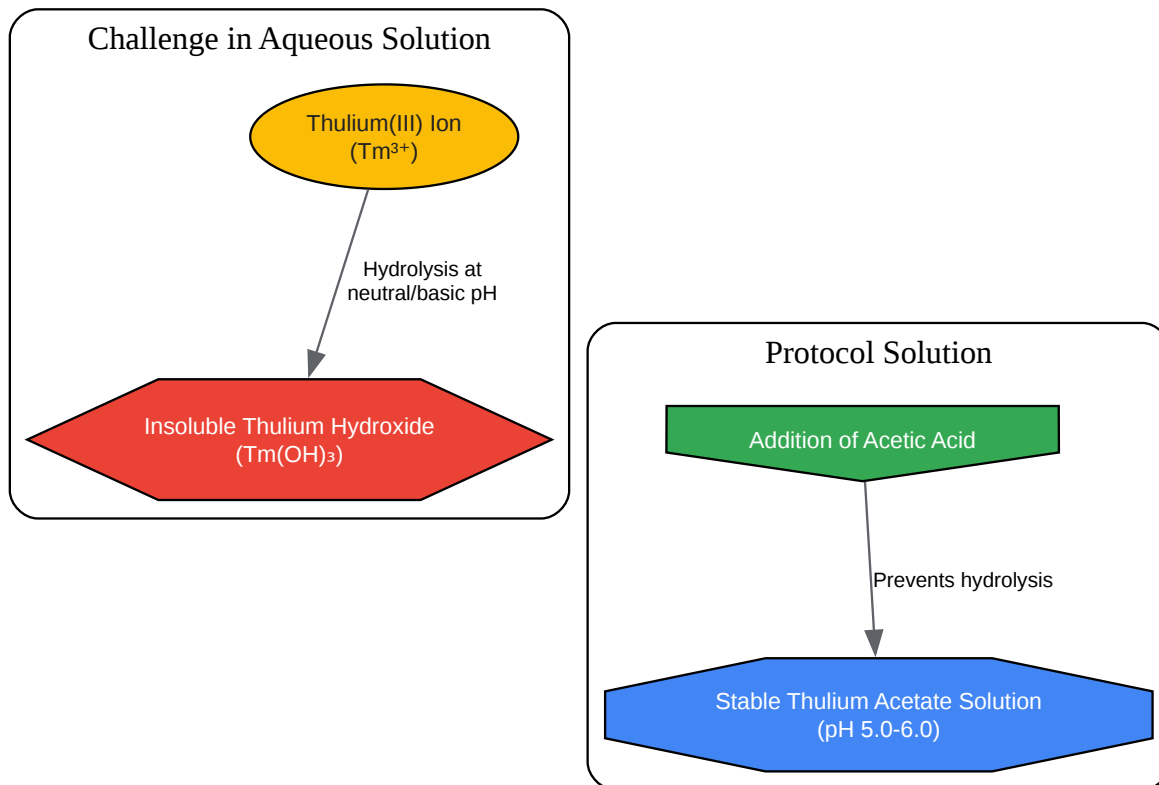 Challenge in Aqueous Solution
Thulium(III) Ion
(Tm³⁺)
Hydrolysis at
neutral/basic pH
Insoluble Thulium Hydroxide
(Tm(OH)₃)
Protocol Solution
Addition of Acetic Acid
Prevents hydrolysis
Stable Thulium Acetate Solution
(pH 5.0-6.0)